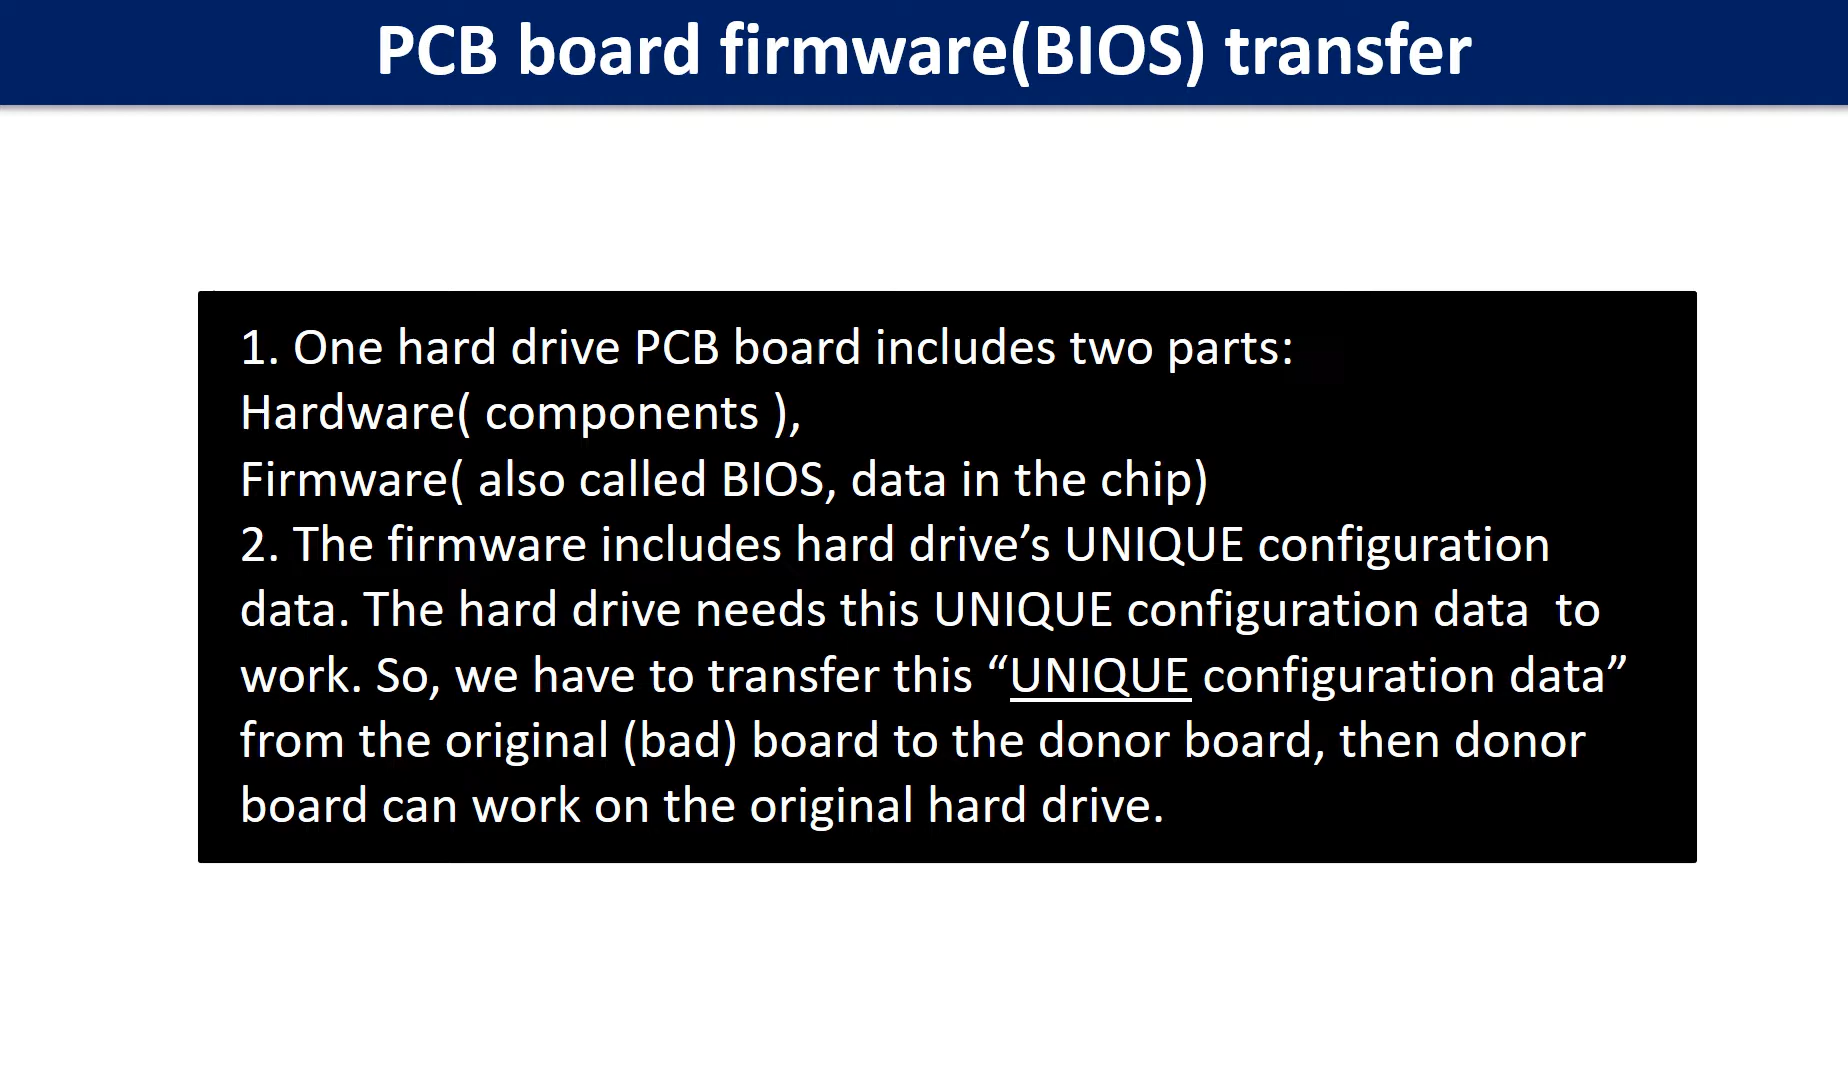 PCB board firmware(BIOS) transfer
1. One hard drive PCB board includes two parts:
Hardware( components ),
Firmware( also called BIOS, data in the chip)
2. The firmware includes hard drive’s UNIQUE configuration
data. The hard drive needs this UNIQUE configuration data  to
work. So, we have to transfer this “UNIQUE configuration data”
from the original (bad) board to the donor board, then donor
board can work on the original hard drive.